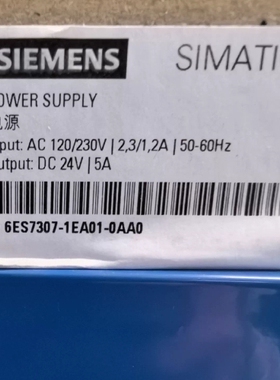 SIEMENS SIMATI
OWER SUPPLY
电源
put: AC 120/230V | 2,3/1,2A | 50-60Hz
utput: DC 24V | 5A
6ES7307-1EA01-0AA0